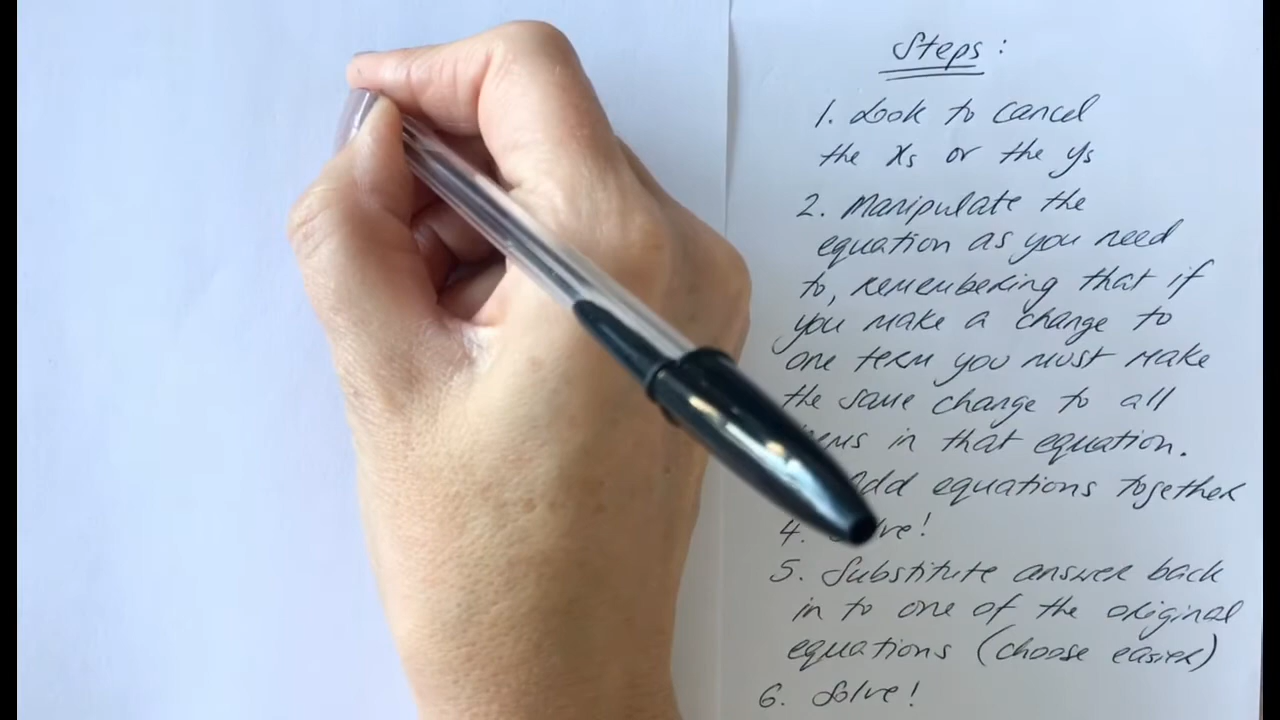 Steps:
1. Look to cancel
the xs or the ys
2. Manipulate the
equation as you need
to, remembering that if
you make a change to
one term you must make
the same change to all
in that equation.
equations together
4.
5. Substitute answer back
in to one of the original
equations (choose easier)
6. Solve!